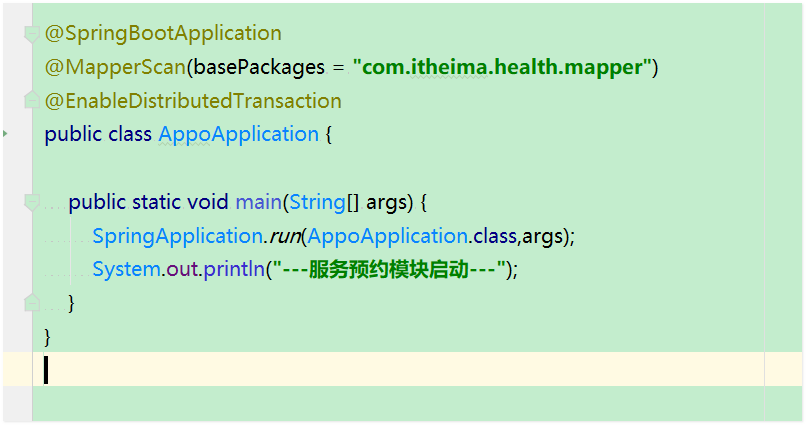 @SpringBootApplication
@MapperScan(basePackages = "com.itheima.health.mapper")
@EnableDistributedTransaction
public class AppoApplication {
public static void main(String[] args) {
SpringApplication.run(AppoApplication.class,args);
System.out.println("---服务预约模块启动---");
}
}